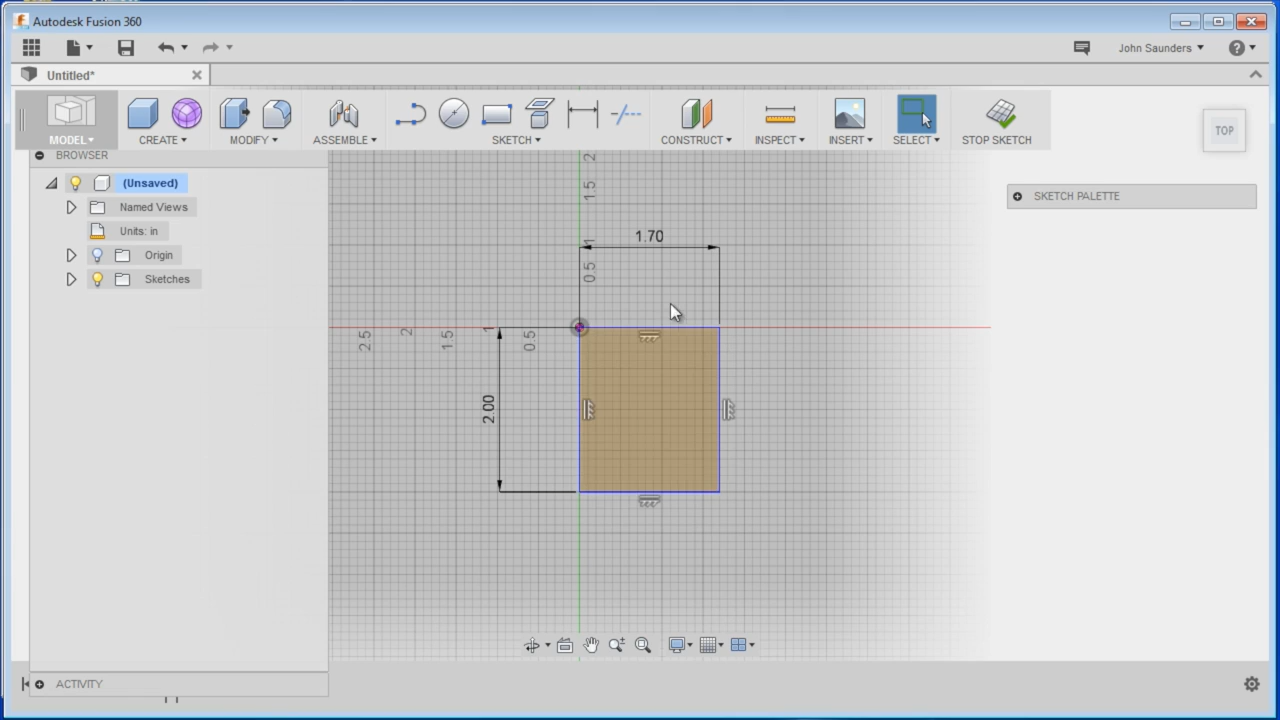 Autodesk Fusion 360
John Saunders
Untitled*
MODEL
CREATE
MODIFY
ASSEMBLE
SKETCH
CONSTRUCT
INSPECT
INSERT
SELECT
STOP SKETCH
TOP
BROWSER
(Unsaved)
Named Views
Units: in
Origin
Sketches
SKETCH PALETTE
2
1.5
1
0.5
1.70
2.5
2
1.5
1
0.5
2.00
ACTIVITY